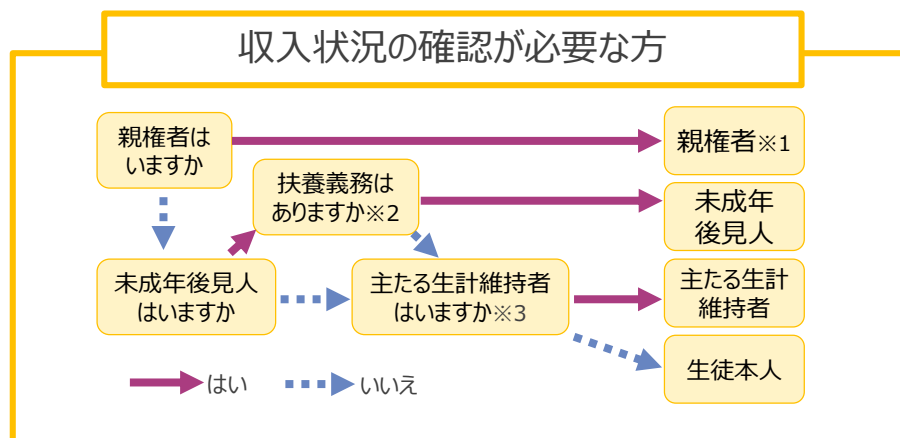 収入状況の確認が必要な方
親権者は
いますか
親権者※1
扶養義務は
ありますか※2
未成年
後見人
未成年後見人
はいますか
主たる生計維持者
はいますか※3
主たる生計
維持者
生徒本人
はい
いいえ